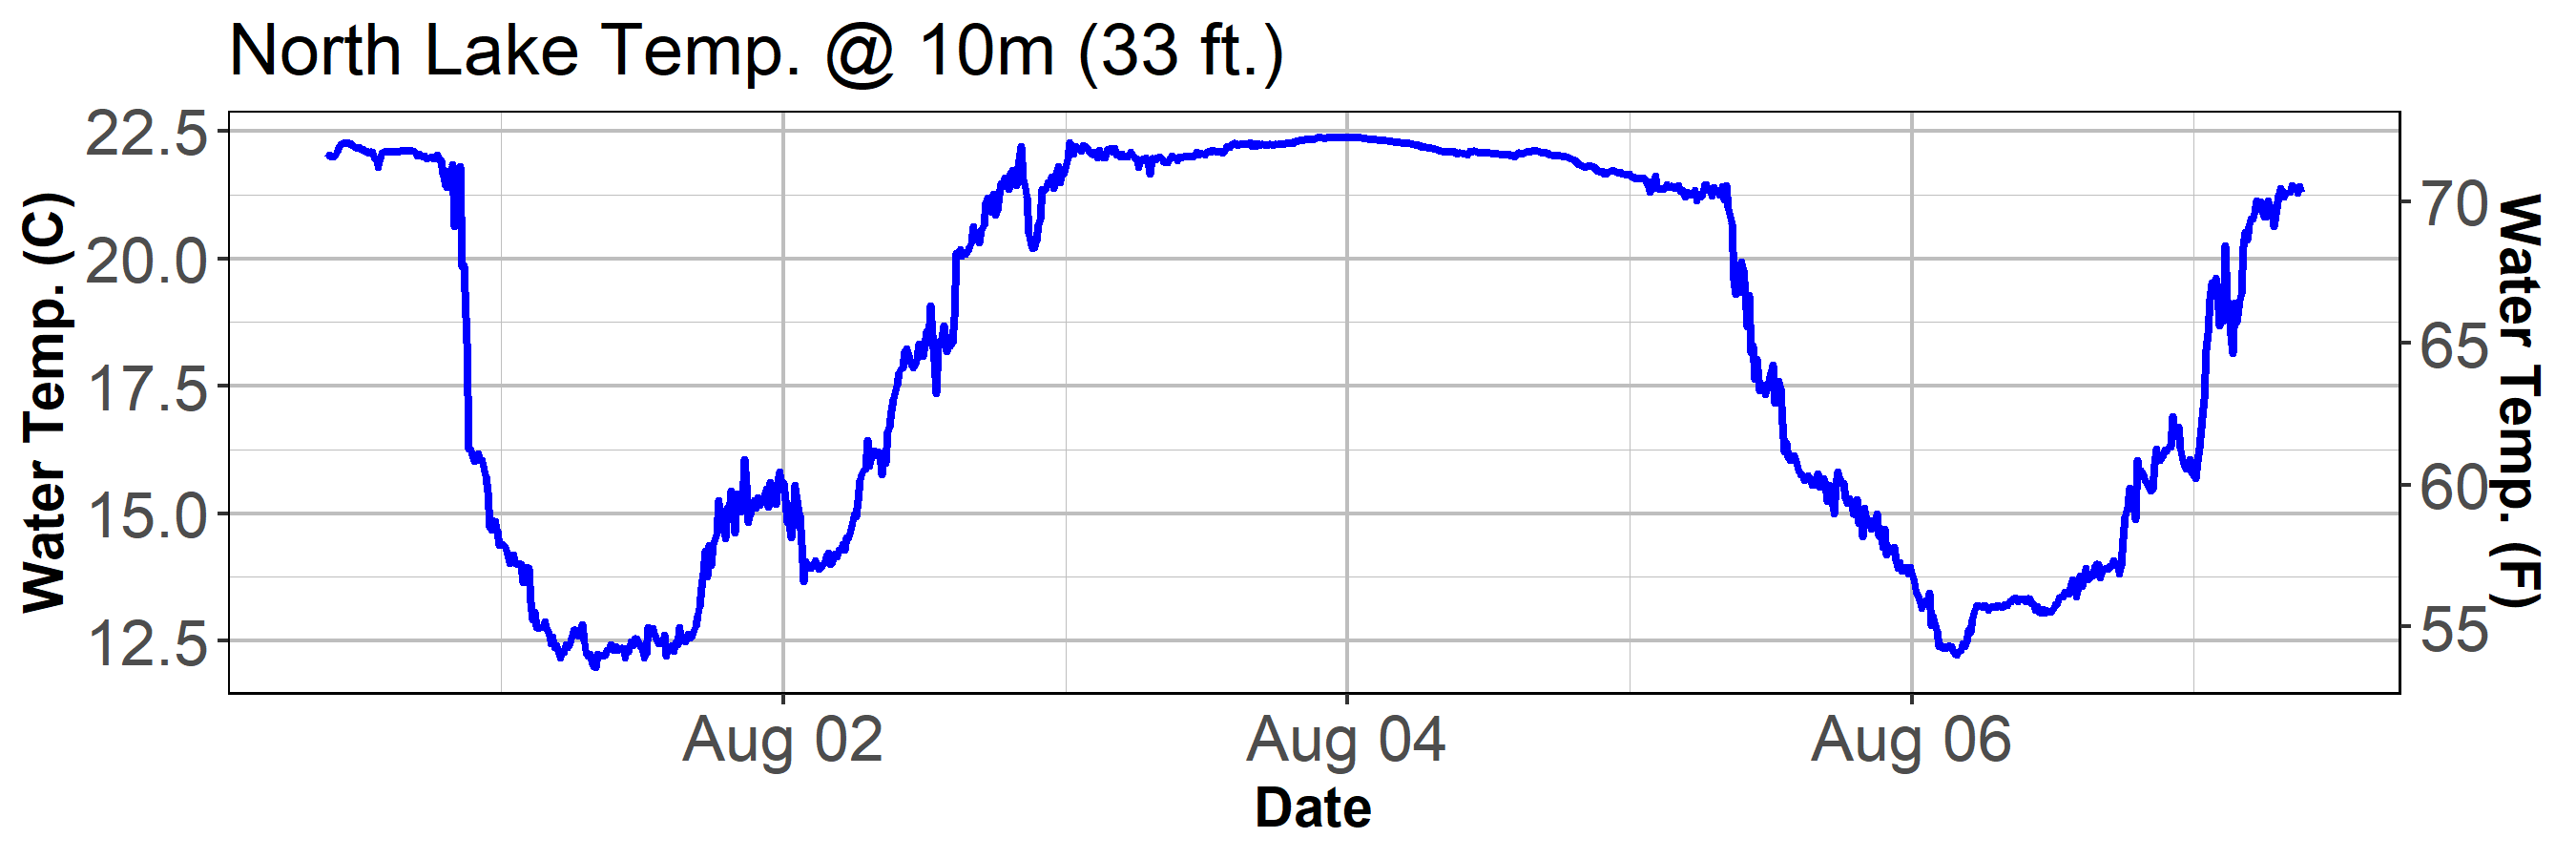 North Lake Temp. @ 10m (33 ft.)
Water Temp. (C)
22.5
20.0
17.5
15.0
12.5
70
65
60
55
Water Temp. (F)
Aug 02
Aug 04
Aug 06
Date